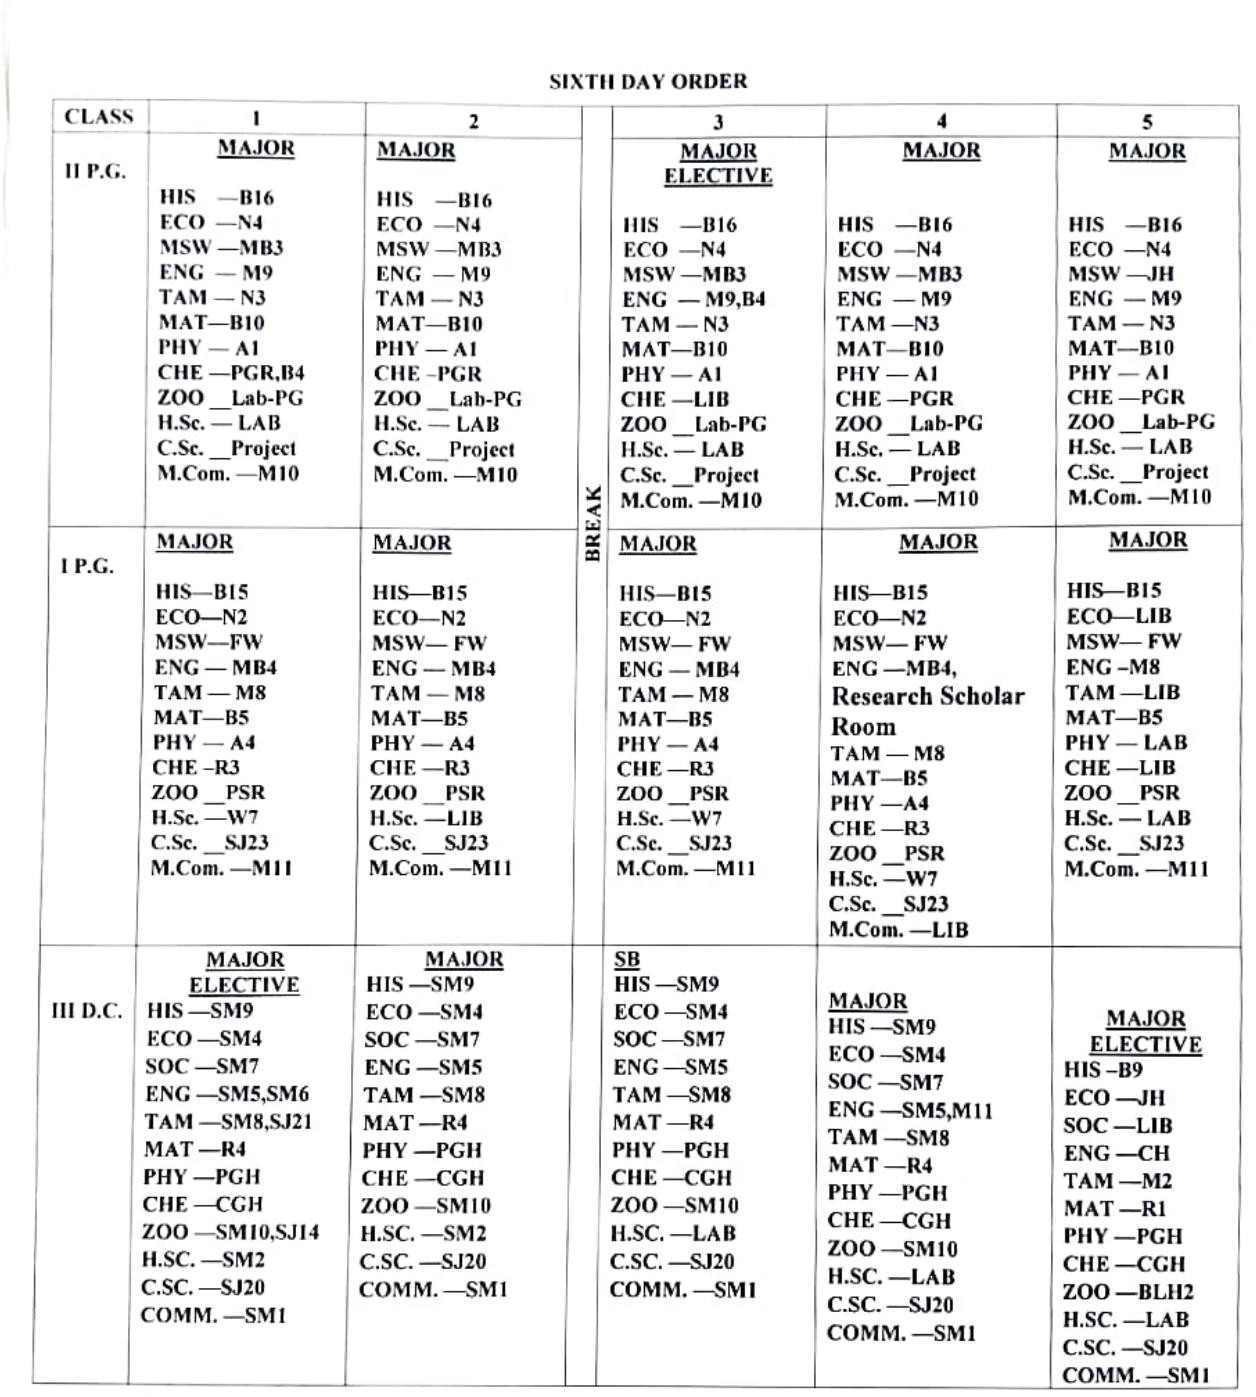 SIXTH DAY ORDER
CLASS
1
2
3
4
5
II P.G.
MAJOR
HIS —B16
ECO —N4
MSW —MB3
ENG — M9
TAM — N3
MAT—B10
PHY — A1
CHE —PGR,B4
ZOO __Lab-PG
H.Sc. — LAB
C.Sc. __Project
M.Com. —M10
MAJOR
HIS —B16
ECO —N4
MSW —MB3
ENG — M9
TAM — N3
MAT—B10
PHY — A1
CHE –PGR
ZOO __Lab-PG
H.Sc. — LAB
C.Sc. __Project
M.Com. —M10
BREAK
MAJOR
ELECTIVE
HIS —B16
ECO —N4
MSW —MB3
ENG — M9,B4
TAM — N3
MAT—B10
PHY — A1
CHE —LIB
ZOO __Lab-PG
H.Sc. — LAB
C.Sc. __Project
M.Com. —M10
MAJOR
HIS —B16
ECO —N4
MSW —MB3
ENG — M9
TAM —N3
MAT—B10
PHY — A1
CHE —PGR
ZOO __Lab-PG
H.Sc. — LAB
C.Sc. __Project
M.Com. —M10
MAJOR
HIS —B16
ECO —N4
MSW —JH
ENG — M9
TAM — N3
MAT—B10
PHY — A1
CHE —PGR
ZOO __Lab-PG
H.Sc. — LAB
C.Sc. __Project
M.Com. —M10
I P.G.
MAJOR
HIS—B15
ECO—N2
MSW—FW
ENG — MB4
TAM — M8
MAT—B5
PHY — A4
CHE –R3
ZOO __PSR
H.Sc. —W7
C.Sc. __SJ23
M.Com. —M11
MAJOR
HIS—B15
ECO—N2
MSW— FW
ENG — MB4
TAM — M8
MAT—B5
PHY — A4
CHE —R3
ZOO __PSR
H.Sc. —LIB
C.Sc. __SJ23
M.Com. —M11
MAJOR
HIS—B15
ECO—N2
MSW— FW
ENG — MB4
TAM — M8
MAT—B5
PHY — A4
CHE —R3
ZOO __PSR
H.Sc. —W7
C.Sc. __SJ23
M.Com. —M11
MAJOR
HIS—B15
ECO—N2
MSW— FW
ENG —MB4,
Research Scholar
Room
TAM — M8
MAT—B5
PHY —A4
CHE —R3
ZOO __PSR
H.Sc. —W7
C.Sc. __SJ23
M.Com. —LIB
MAJOR
HIS—B15
ECO—LIB
MSW— FW
ENG –M8
TAM —LIB
MAT—B5
PHY — LAB
CHE —LIB
ZOO __PSR
H.Sc. — LAB
C.Sc. __SJ23
M.Com. —M11
III D.C.
MAJOR
ELECTIVE
HIS —SM9
ECO —SM4
SOC —SM7
ENG —SM5,SM6
TAM —SM8,SJ21
MAT —R4
PHY —PGH
CHE —CGH
ZOO —SM10,SJ14
H.SC. —SM2
C.SC. —SJ20
COMM. —SM1
MAJOR
HIS —SM9
ECO —SM4
SOC —SM7
ENG —SM5
TAM —SM8
MAT —R4
PHY —PGH
CHE —CGH
ZOO —SM10
H.SC. —SM2
C.SC. —SJ20
COMM. —SM1
SB
HIS —SM9
ECO —SM4
SOC —SM7
ENG —SM5
TAM —SM8
MAT —R4
PHY —PGH
CHE —CGH
ZOO —SM10
H.SC. —LAB
C.SC. —SJ20
COMM. —SM1
MAJOR
HIS —SM9
ECO —SM4
SOC —SM7
ENG —SM5,M11
TAM —SM8
MAT —R4
PHY —PGH
CHE —CGH
ZOO —SM10
H.SC. —LAB
C.SC. —SJ20
COMM. —SM1
MAJOR
ELECTIVE
HIS –B9
ECO —JH
SOC —LIB
ENG —CH
TAM —M2
MAT —R1
PHY —PGH
CHE —CGH
ZOO —BLH2
H.SC. —LAB
C.SC. —SJ20
COMM. —SM1